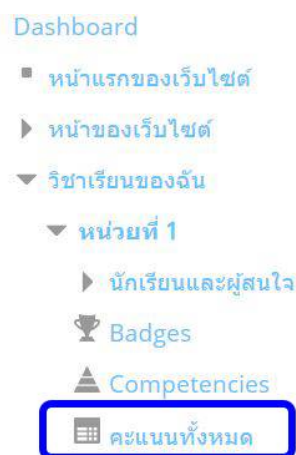 Dashboard
หน้าแรกของเว็บไซต์
หน้าของเว็บไซต์
วิชาเรียนของฉัน
หน่วยที่ 1
นักเรียนและผู้สนใจ
Badges
Competencies
คะแนนทั้งหมด